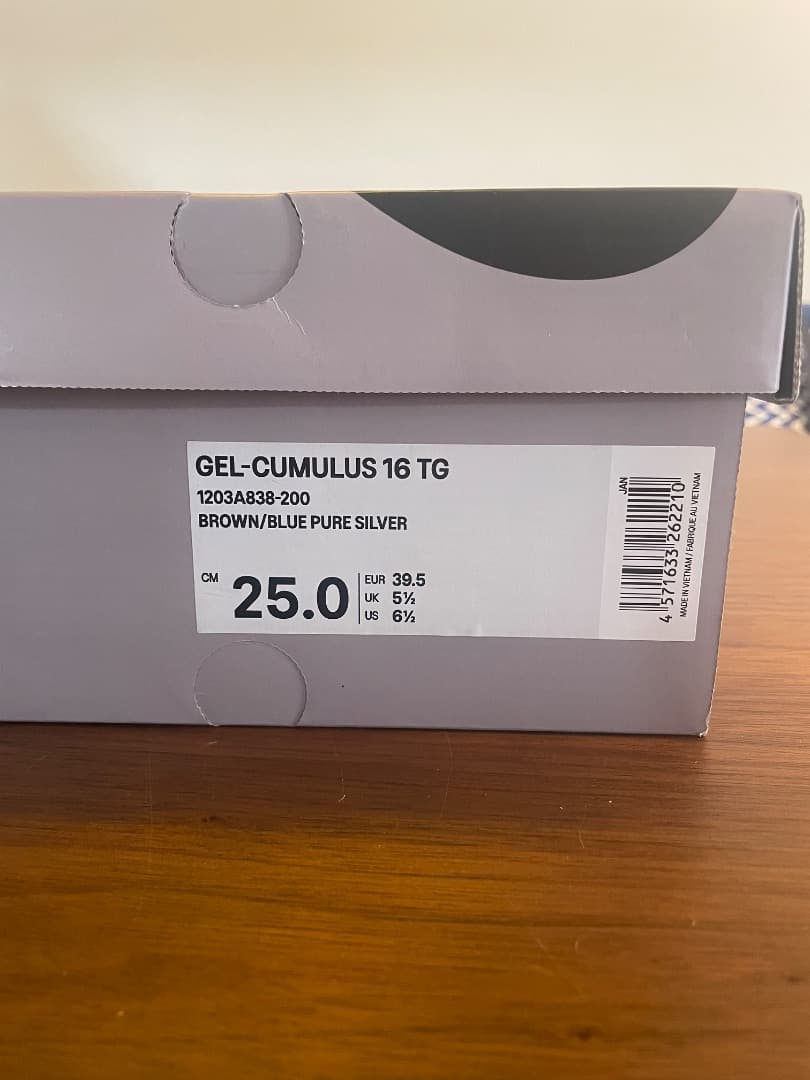 GEL-CUMULUS 16 TG
1203A838-200
BROWN/BLUE PURE SILVER
CM 25.0
EUR 39.5
UK 5½
US 6½
JAN
4 571633 262210
MADE IN VIETNAM / FABRIQUE AU VIETNAM